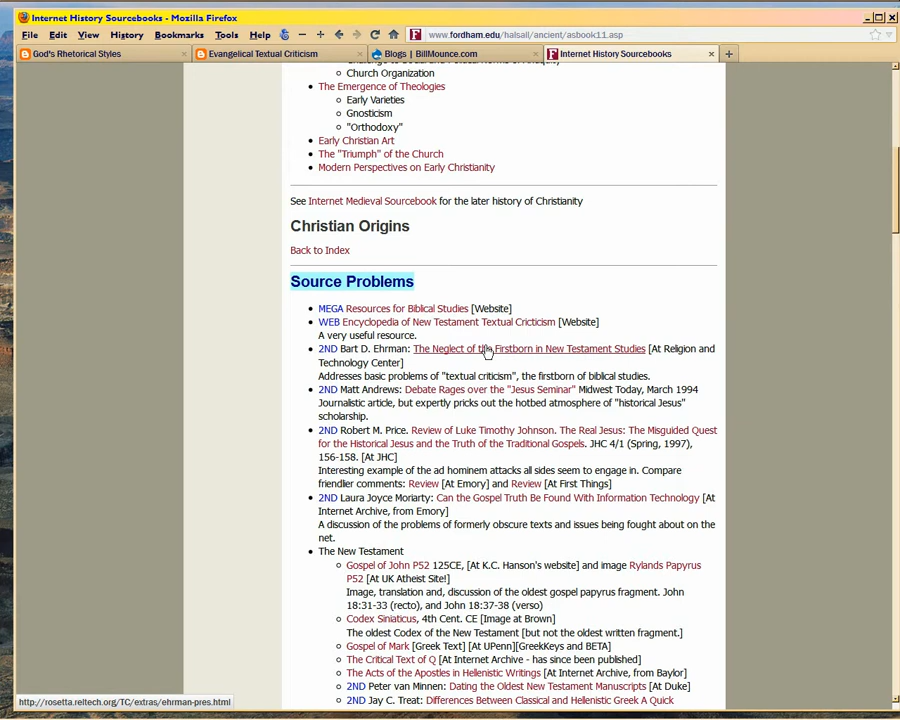 Internet History Sourcebooks - Mozilla Firefox
File Edit View History Bookmarks Tools Help
www.fordham.edu/halsall/ancient/asbook11.asp
God's Rhetorical Styles
Evangelical Textual Criticism
Blogs | BillMounce.com
Internet History Sourcebooks
Church Organization
The Emergence of Theologies
Early Varieties
Gnosticism
"Orthodoxy"
Early Christian Art
The "Triumph" of the Church
Modern Perspectives on Early Christianity
See Internet Medieval Sourcebook for the later history of Christianity
Christian Origins
Back to Index
Source Problems
MEGA Resources for Biblical Studies [Website]
WEB Encyclopedia of New Testament Textual Cricticism [Website]
A very useful resource.
2ND Bart D. Ehrman: The Neglect of the Firstborn in New Testament Studies [At Religion and
Technology Center]
Addresses basic problems of "textual criticism", the firstborn of biblical studies.
2ND Matt Andrews: Debate Rages over the "Jesus Seminar" Midwest Today, March 1994
Journalistic article, but expertly pricks out the hotbed atmosphere of "historical Jesus"
scholarship.
2ND Robert M. Price. Review of Luke Timothy Johnson. The Real Jesus: The Misguided Quest
for the Historical Jesus and the Truth of the Traditional Gospels. JHC 4/1 (Spring, 1997),
156-158. [At JHC]
Interesting example of the ad hominem attacks all sides seem to engage in. Compare
friendlier comments: Review [At Emory] and Review [At First Things]
2ND Laura Joyce Moriarty: Can the Gospel Truth Be Found With Information Technology [At
Internet Archive, from Emory]
A discussion of the problems of formerly obscure texts and issues being fought about on the
net.
The New Testament
Gospel of John P52 125CE, [At K.C. Hanson's website] and image Rylands Papyrus
P52 [At UK Atheist Site!]
Image, translation and, discussion of the oldest gospel papyrus fragment. John
18:31-33 (recto), and John 18:37-38 (verso)
Codex Siniaticus, 4th Cent. CE [Image at Brown]
The oldest Codex of the New Testament [but not the oldest written fragment.]
Gospel of Mark [Greek Text] [At UPenn][GreekKeys and BETA]
The Critical Text of Q [At Internet Archive - has since been published]
The Acts of the Apostles in Hellenistic Writings [At Internet Archive, from Baylor]
2ND Peter van Minnen: Dating the Oldest New Testament Manuscripts [At Duke]
2ND Jay C. Treat: Differences Between Classical and Hellenistic Greek A Quick
http://rosetta.reltech.org/TC/extras/ehrman-pres.html